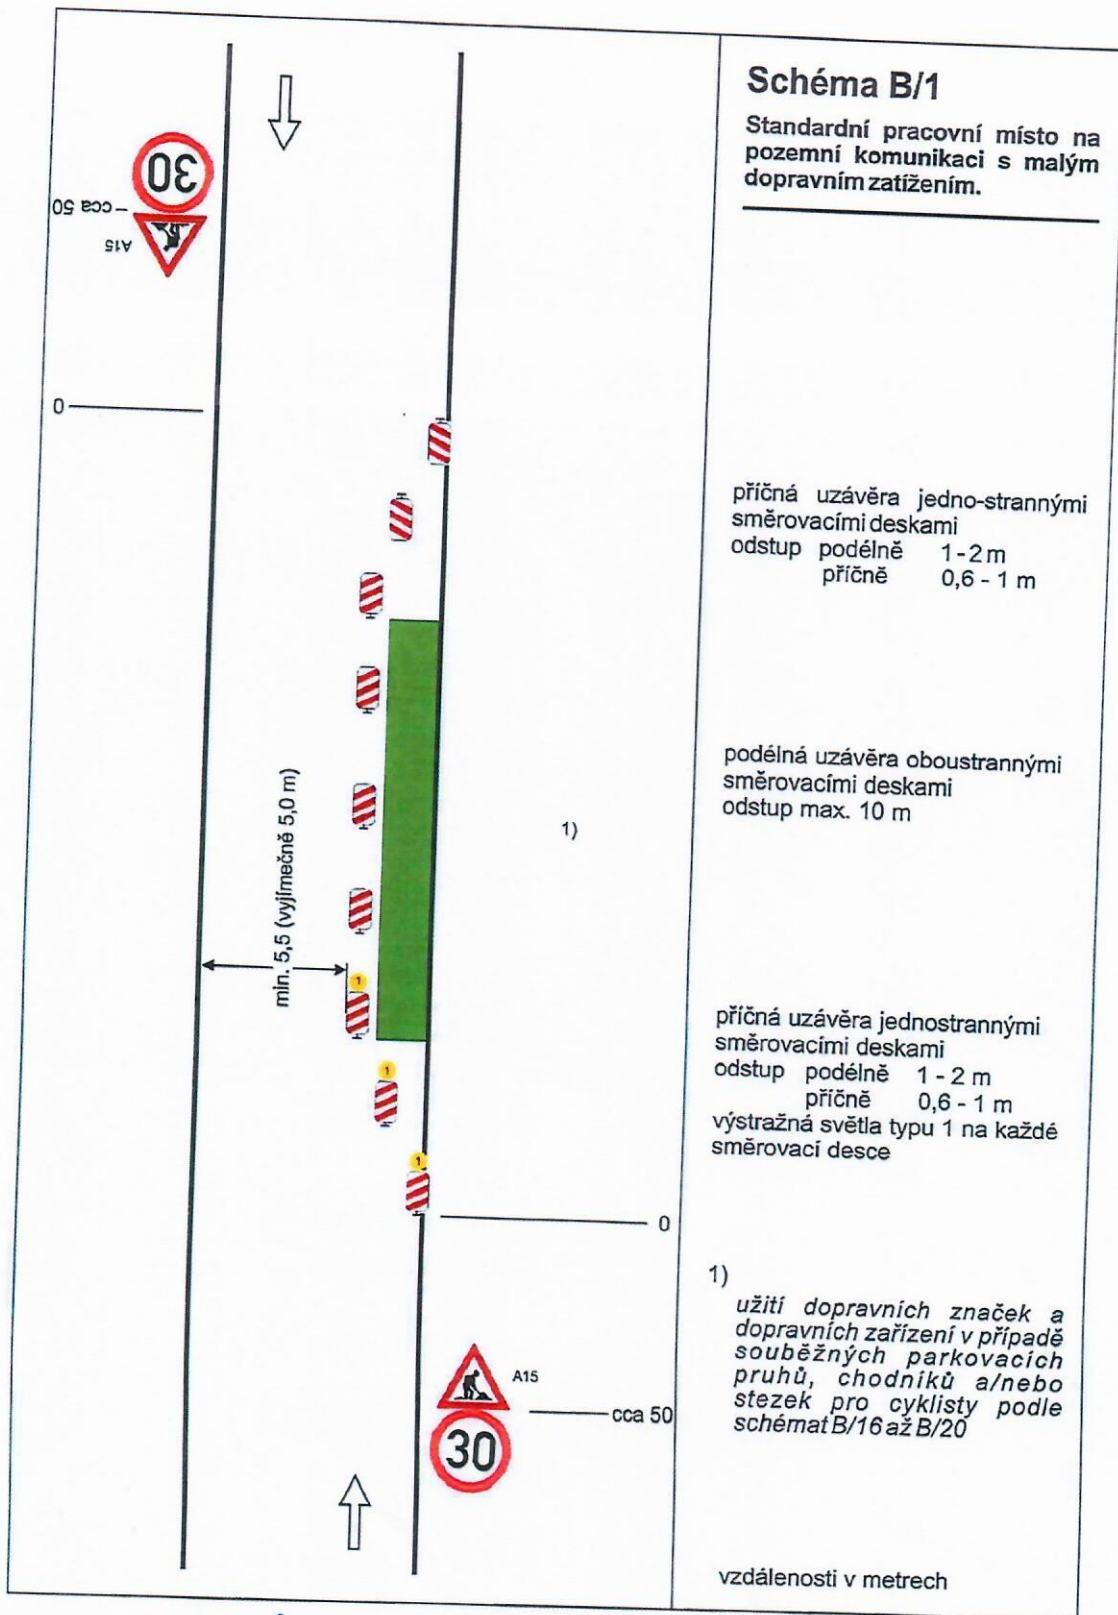 Schéma B/1
Standardní pracovní místo na
pozemní komunikaci s malým
dopravním zatížením.
30
cca 50
A15
0
příčná uzávěra jedno-strannými
směrovacími deskami
odstup podélně 1-2 m
příčně 0,6 - 1 m
podélná uzávěra oboustrannými
směrovacími deskami
odstup max. 10 m
1)
min. 5,5 (vyjímečně 5,0 m)
1
1
1
příčná uzávěra jednostrannými
směrovacími deskami
odstup podélně 1 - 2 m
příčně 0,6 - 1 m
výstražná světla typu 1 na každé
směrovací desce
0
1)
užití dopravních značek a
dopravních zařízení v případě
souběžných parkovacích
pruhů, chodníků a/nebo
stezek pro cyklisty podle
schémat B/16 až B/20
A15
cca 50
30
vzdálenosti v metrech